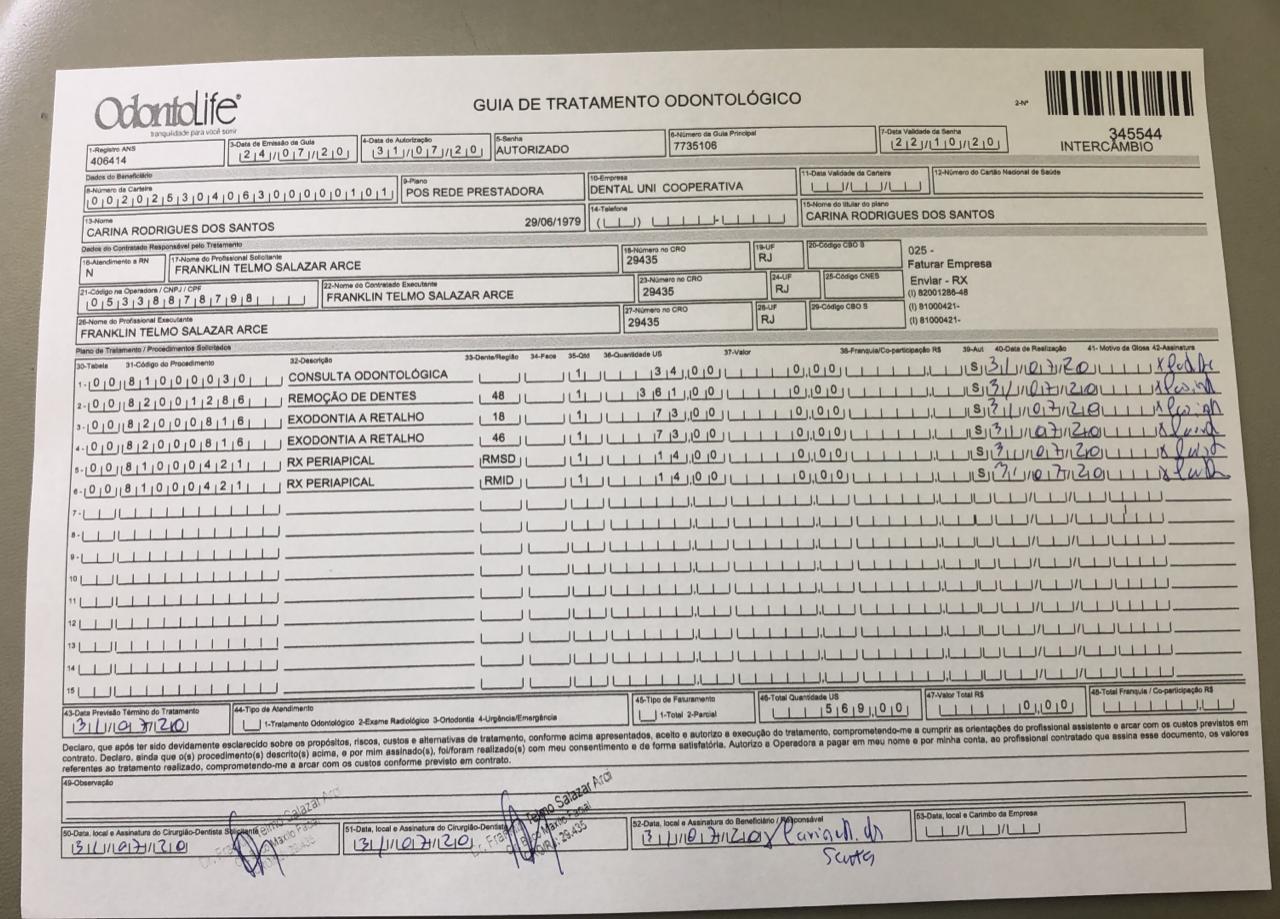 OdontoLife®
tranquilidade para você sorrir
GUIA DE TRATAMENTO ODONTOLÓGICO
2-Nº
345544
INTERCÂMBIO
1-Registro ANS
406414
3-Data de Emissão da Guia
24/07/20
4-Data de Autorização
31/07/20
5-Senha
AUTORIZADO
6-Número da Guia Principal
7735106
7-Data Validade da Senha
22/10/20
Dados do Beneficiário
8-Número da Carteira
00202530406300000101
9-Plano
POS REDE PRESTADORA
10-Empresa
DENTAL UNI COOPERATIVA
11-Data Validade da Carteira
12-Número do Cartão Nacional de Saúde
13-Nome
CARINA RODRIGUES DOS SANTOS 29/06/1979
14-Telefone
15-Nome do titular do plano
CARINA RODRIGUES DOS SANTOS
Dados do Contratado Responsável pelo Tratamento
16-Atendimento a RN
N
17-Nome do Profissional Solicitante
FRANKLIN TELMO SALAZAR ARCE
18-Número no CRO
29435
19-UF
RJ
20-Código CBO S
025 -
Faturar Empresa
Enviar - RX
(I) 82001286-48
(I) 81000421-
(I) 81000421-
21-Código na Operadora / CNPJ / CPF
05338878798
22-Nome do Contratado Executante
FRANKLIN TELMO SALAZAR ARCE
23-Número no CRO
29435
24-UF
RJ
25-Código CNES
26-Nome do Profissional Executante
FRANKLIN TELMO SALAZAR ARCE
27-Número no CRO
29435
28-UF
RJ
29-Código CBO S
Plano de Tratamento / Procedimentos Solicitados
30-Tabela 31-Código do Procedimento 32-Descrição 33-Dente/Região 34-Face 35-Qtd 36-Quantidade US 37-Valor 38-Franquia/Co-participação R$ 39-Aut 40-Data de Realização 41- Motivo da Glosa 42-Assinatura
1- 00 81000030 CONSULTA ODONTOLÓGICA 1 34,00 0,00 S 31/07/20
2- 00 82001286 REMOÇÃO DE DENTES 48 1 361,00 0,00 S 31/07/20
3- 00 82000816 EXODONTIA A RETALHO 18 1 73,00 0,00 S 31/07/20
4- 00 82000816 EXODONTIA A RETALHO 46 1 73,00 0,00 S 31/07/20
5- 00 81000421 RX PERIAPICAL RMSD 1 14,00 0,00 S 31/07/20
6- 00 81000421 RX PERIAPICAL RMID 1 14,00 0,00 S 31/07/20
7-
8-
9-
10
11
12
13
14
15
43-Data Previsão Término do Tratamento
31/07/20
44-Tipo de Atendimento
1-Tratamento Odontológico 2-Exame Radiológico 3-Ortodontia 4-Urgência/Emergência
45-Tipo de Faturamento
1-Total 2-Parcial
46-Total Quantidade US
569,00
47-Valor Total R$
0,00
48-Total Franquia / Co-participação R$
Declaro, que após ter sido devidamente esclarecido sobre os propósitos, riscos, custos e alternativas de tratamento, conforme acima apresentados, aceito e autorizo a execução do tratamento, comprometendo-me a cumprir as orientações do profissional assistente e arcar com os custos previstos em
contrato. Declaro, ainda que o(s) procedimento(s) descrito(s) acima, e por mim assinado(s), foi/foram realizado(s) com meu consentimento e de forma satisfatória. Autorizo a Operadora a pagar em meu nome e por minha conta, ao profissional contratado que assina esse documento, os valores
referentes ao tratamento realizado, comprometendo-me a arcar com os custos conforme previsto em contrato.
49-Observação
50-Data, local e Assinatura do Cirurgião-Dentista Solicitante
31/07/20
51-Data, local e Assinatura do Cirurgião-Dentista
31/07/20
Telmo Salazar
29.435
52-Data, local e Assinatura do Beneficiário / Responsável
31/07/20
53-Data, local e Carimbo da Empresa